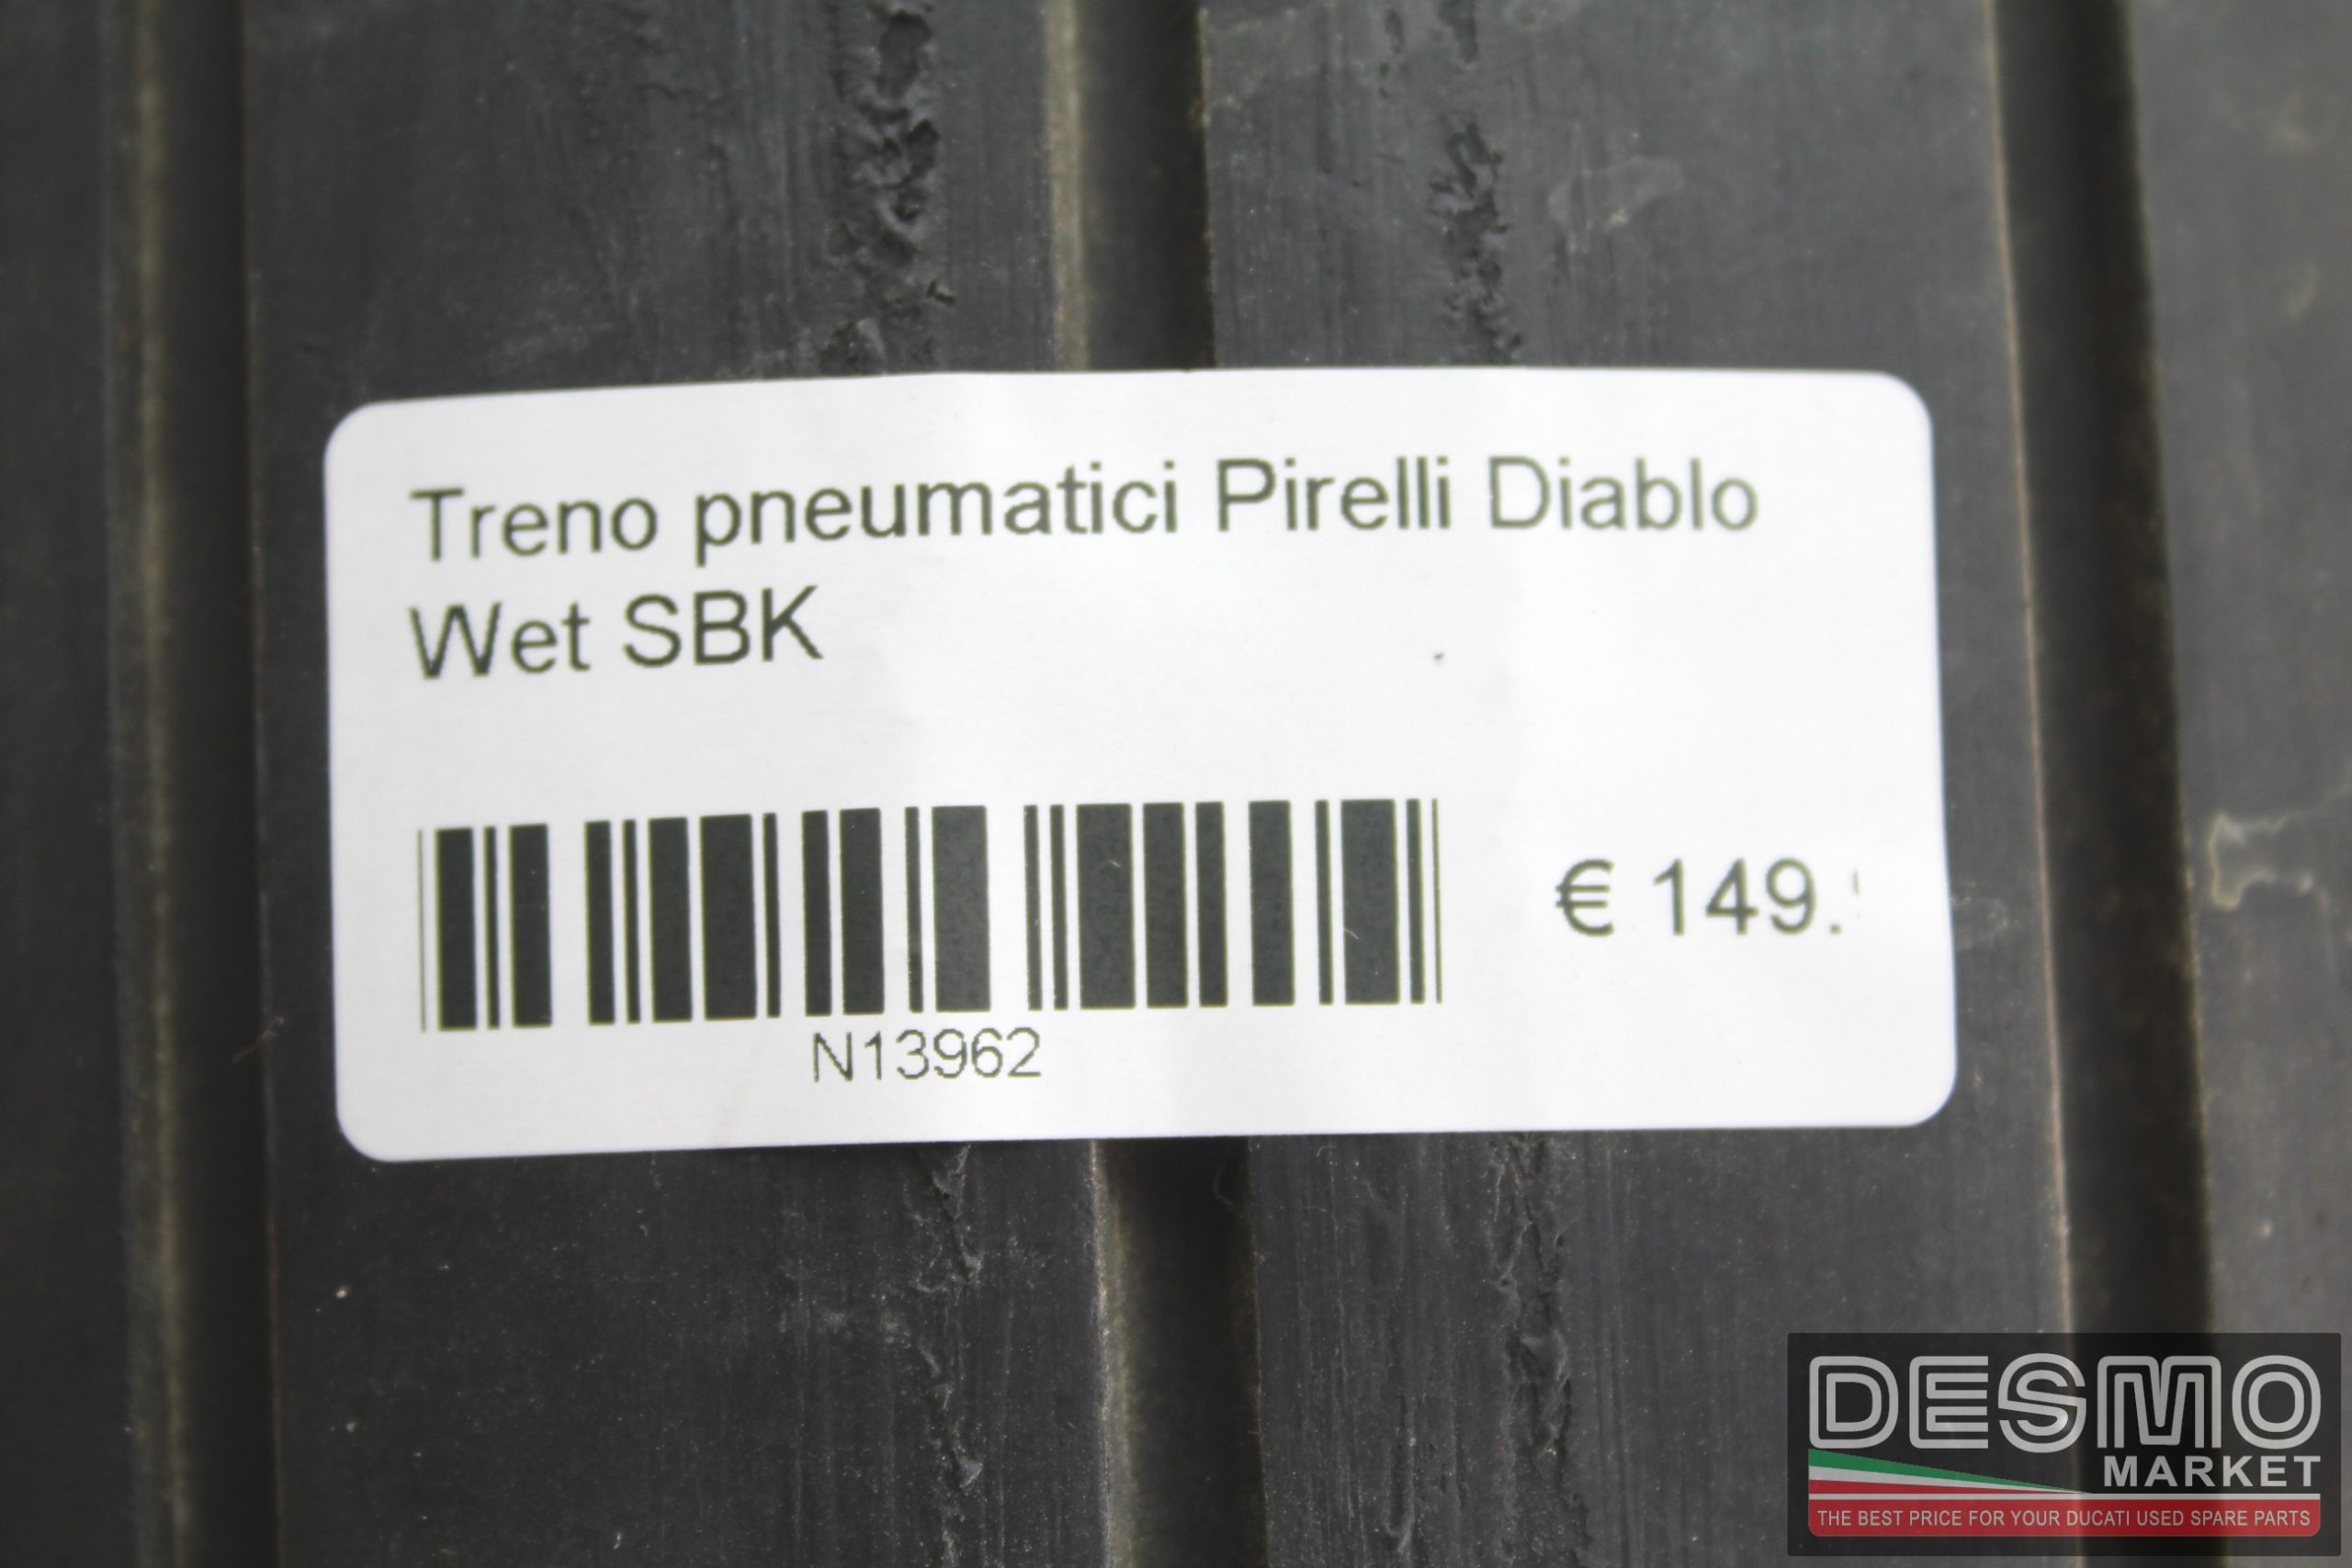 Treno pneumatici Pirelli Diablo
Wet SBK
€ 149.
N13962
DESMO
MARKET
THE BEST PRICE FOR YOUR DUCATI USED SPARE PARTS